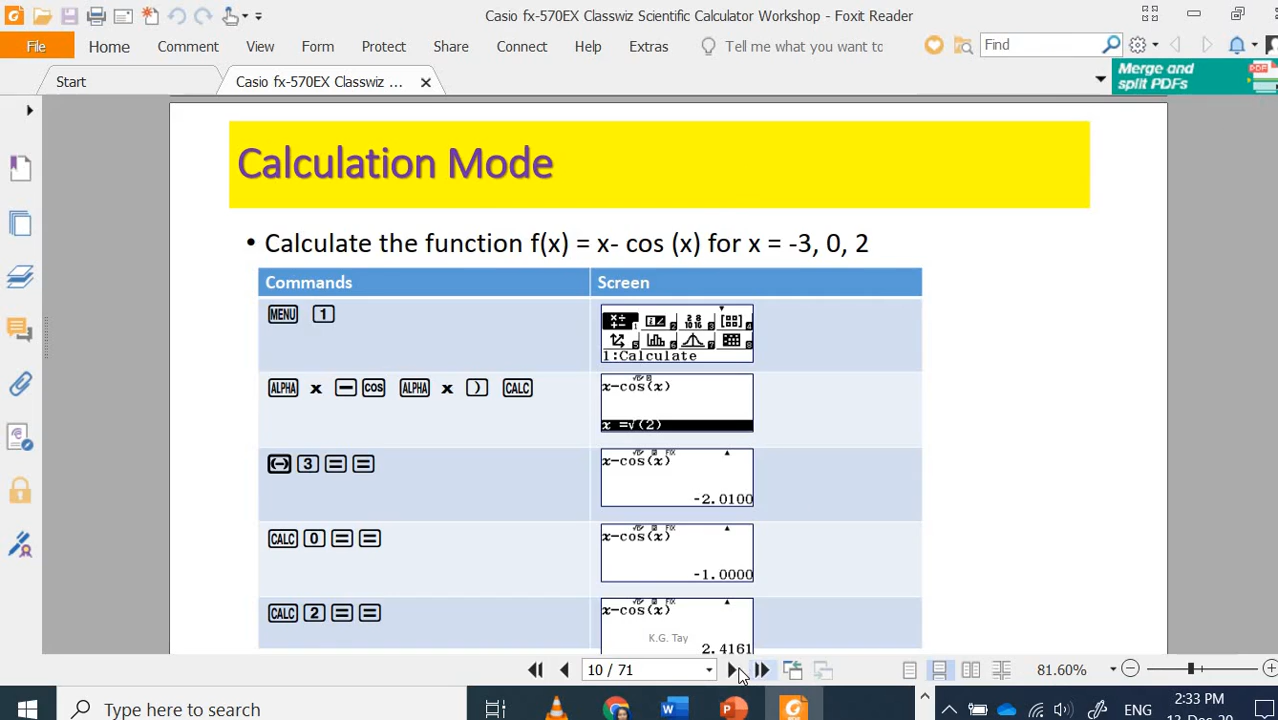 Casio fx-570EX Classwiz Scientific Calculator Workshop - Foxit Reader
File Home Comment View Form Protect Share Connect Help Extras Tell me what you want to Find
Start Casio fx-570EX Classwiz ... Merge and
split PDFs
Calculation Mode
• Calculate the function f(x) = x- cos (x) for x = -3, 0, 2
Commands Screen
MENU 1
1:Calculate
ALPHA x − cos ALPHA x ) CALC
x−cos(x)
x =√(2)
(-) 3 = =
x−cos(x)
-2.0100
CALC 0 = =
x−cos(x)
-1.0000
CALC 2 = =
x−cos(x)
K.G. Tay
2.4161
10 / 71 81.60%
Type here to search ENG 2:33 PM